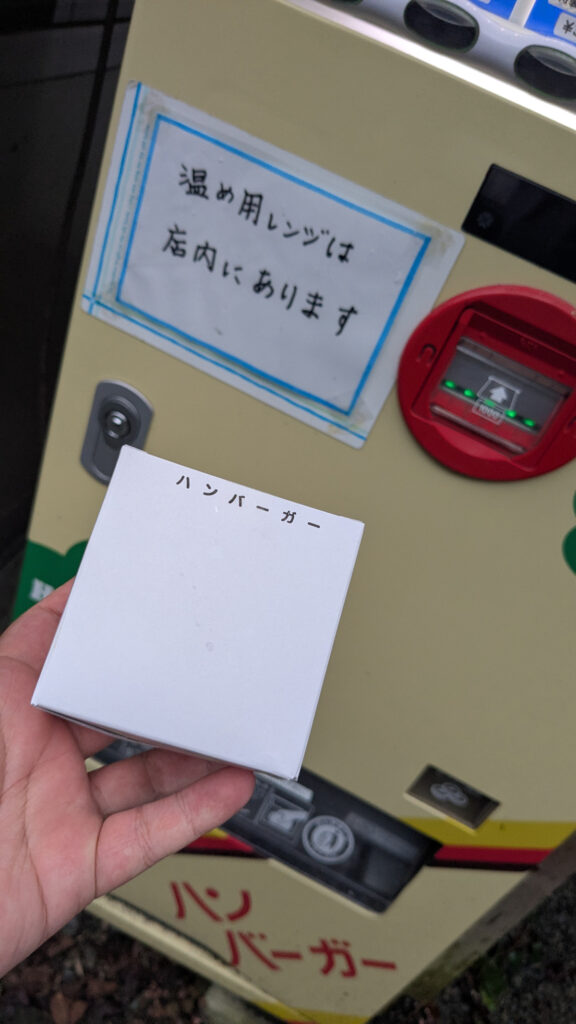 温め用レンジは
店内にあります
1000
ハンバーガー
ハン
バーガー